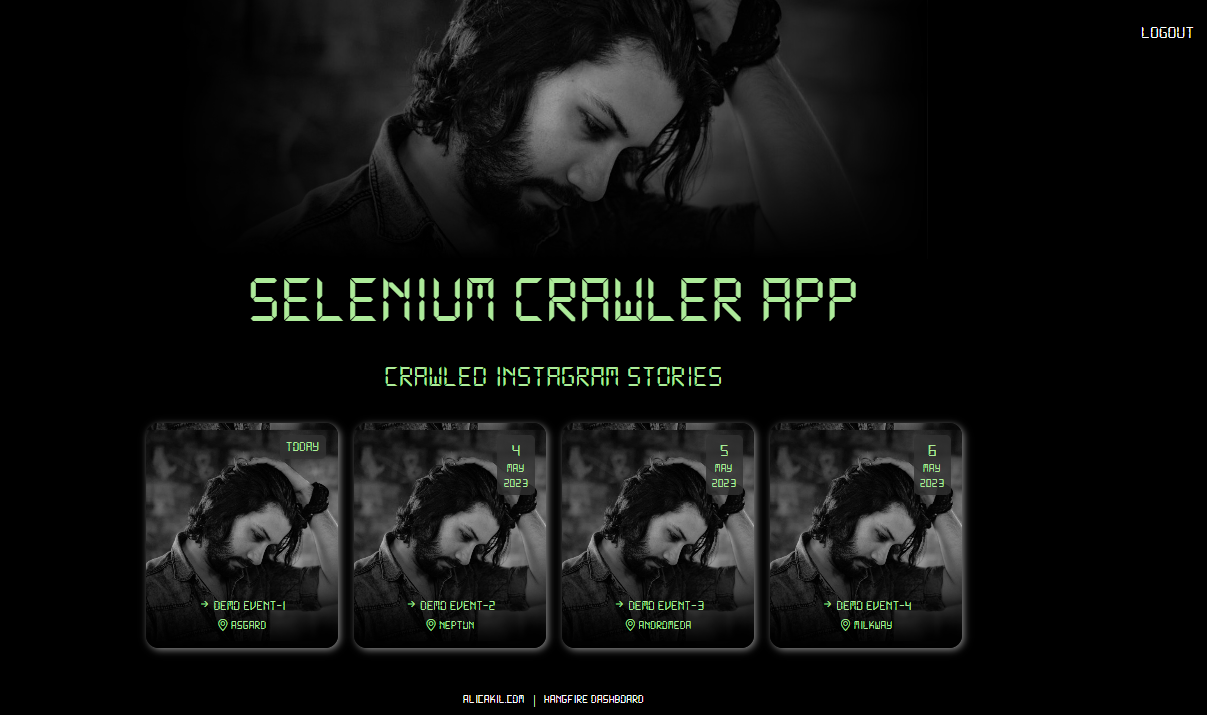 LOGOUT
SELENIUM CRAWLER APP
CRAWLED INSTAGRAM STORIES
TODAY
→ DEMO EVENT-1
ASGARD
4
MAY
2023
→ DEMO EVENT-2
NEPTUN
5
MAY
2023
→ DEMO EVENT-3
ANDROMEDA
6
MAY
2023
→ DEMO EVENT-4
MILKWAY
ALICAKIL.COM | HANGFIRE DASHBOARD